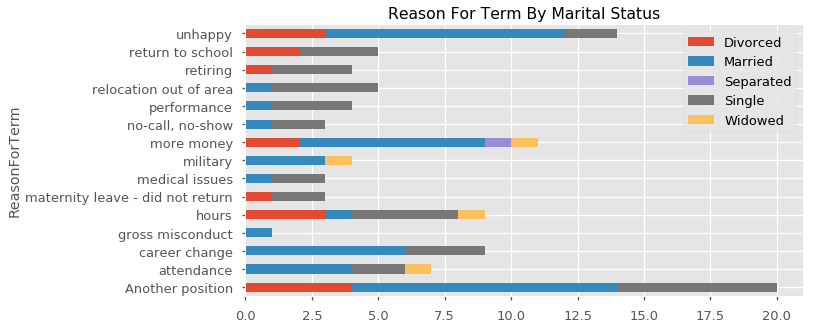 Reason For Term By Marital Status
unhappy
return to school
retiring
relocation out of area
performance
no-call, no-show
more money
military
medical issues
maternity leave - did not return
hours
gross misconduct
career change
attendance
Another position
ReasonForTerm
Divorced
Married
Separated
Single
Widowed
0.0 2.5 5.0 7.5 10.0 12.5 15.0 17.5 20.0